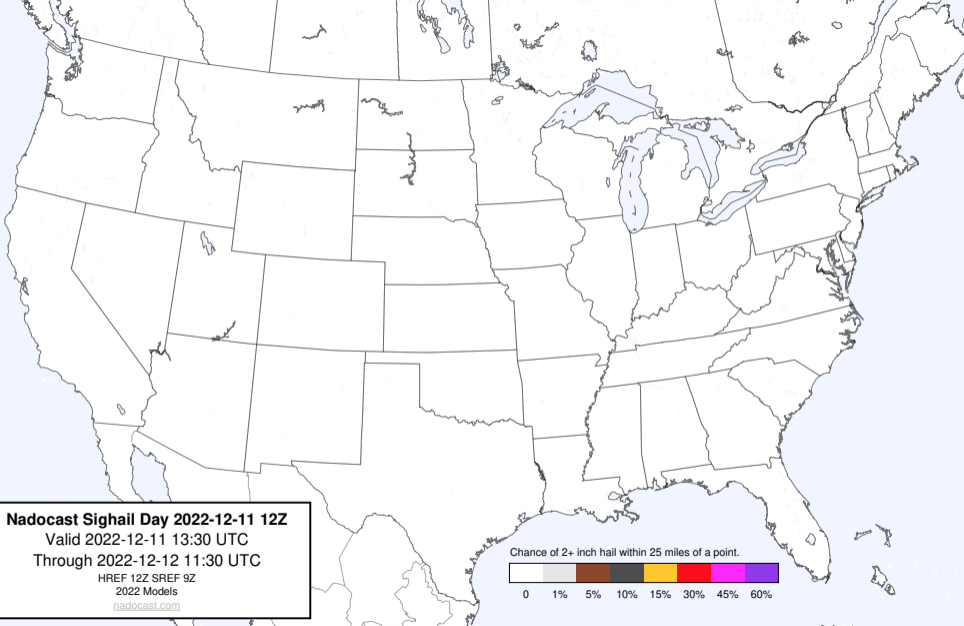 Nadocast Sighail Day 2022-12-11 12Z
Valid 2022-12-11 13:30 UTC
Through 2022-12-12 11:30 UTC
HREF 12Z SREF 9Z
2022 Models
nadocast.com
Chance of 2+ inch hail within 25 miles of a point.
0 1% 5% 10% 15% 30% 45% 60%